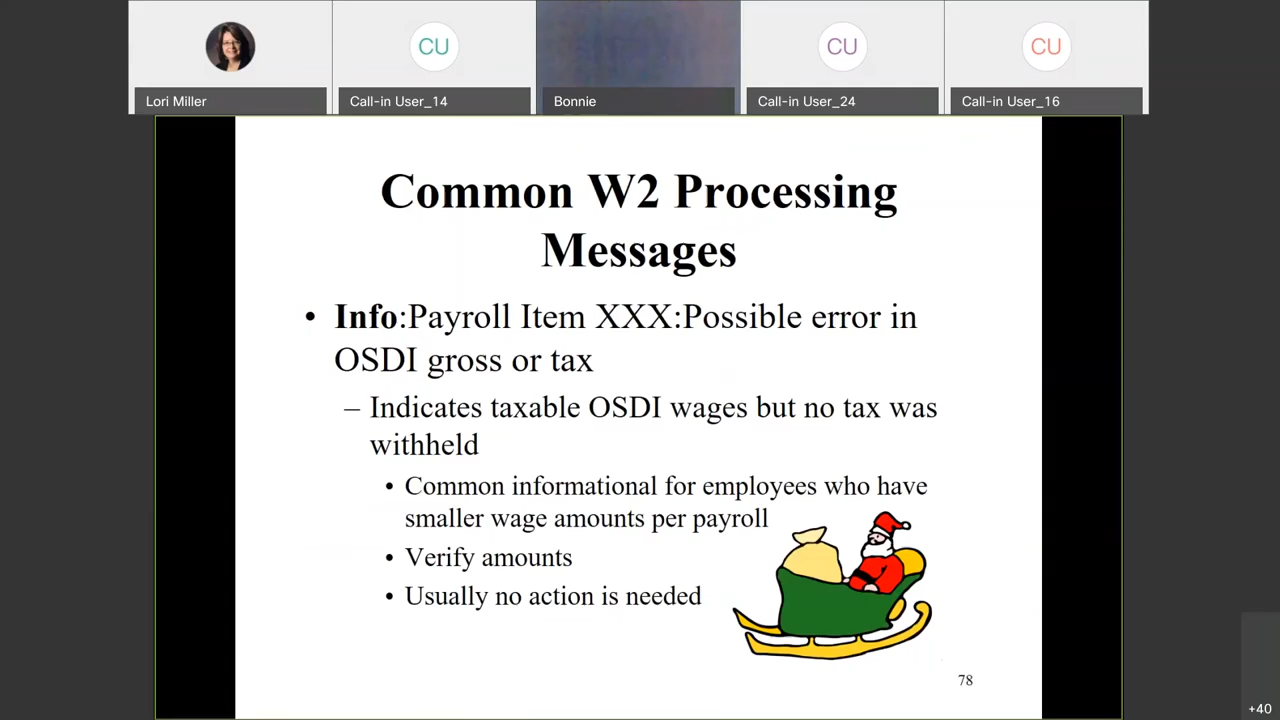 CU
CU
CU
Lori Miller
Call-in User_14
Bonnie
Call-in User_24
Call-in User_16
Common W2 Processing
Messages
• Info:Payroll Item XXX:Possible error in
OSDI gross or tax
– Indicates taxable OSDI wages but no tax was
withheld
• Common informational for employees who have
smaller wage amounts per payroll
• Verify amounts
• Usually no action is needed
78
+40